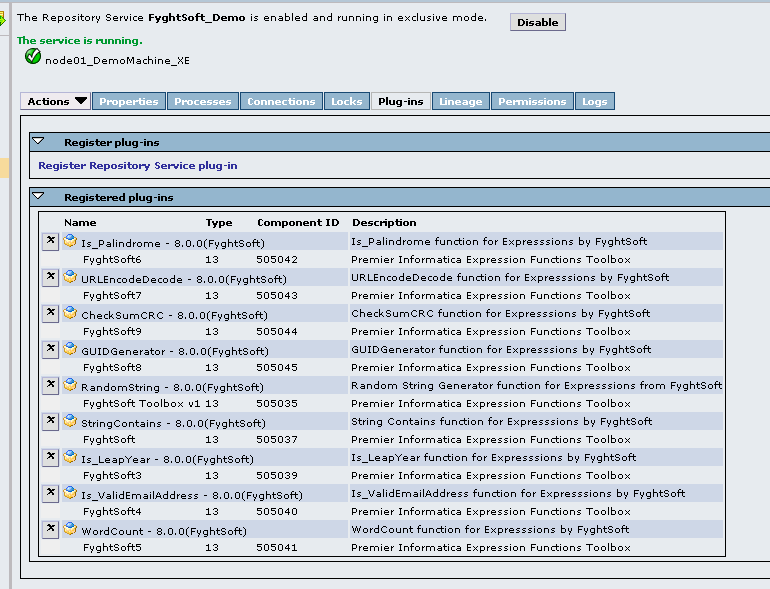 The Repository Service FyghtSoft_Demo is enabled and running in exclusive mode. Disable
The service is running.
node01_DemoMachine_XE
Actions Properties Processes Connections Locks Plug-ins Lineage Permissions Logs
Register plug-ins
Register Repository Service plug-in
Registered plug-ins
Name Type Component ID Description
Is_Palindrome - 8.0.0(FyghtSoft) Is_Palindrome function for Expresssions by FyghtSoft
FyghtSoft6 13 505042 Premier Informatica Expression Functions Toolbox
URLEncodeDecode - 8.0.0(FyghtSoft) URLEncodeDecode function for Expresssions by FyghtSoft
FyghtSoft7 13 505043 Premier Informatica Expression Functions Toolbox
CheckSumCRC - 8.0.0(FyghtSoft) CheckSumCRC function for Expresssions by FyghtSoft
FyghtSoft9 13 505044 Premier Informatica Expression Functions Toolbox
GUIDGenerator - 8.0.0(FyghtSoft) GUIDGenerator function for Expresssions by FyghtSoft
FyghtSoft8 13 505045 Premier Informatica Expression Functions Toolbox
RandomString - 8.0.0(FyghtSoft) Random String Generator function for Expresssions from FyghtSoft
FyghtSoft Toolbox v1 13 505035 Premier Informatica Expression Functions Toolbox
StringContains - 8.0.0(FyghtSoft) String Contains function for Expresssions by FyghtSoft
FyghtSoft 13 505037 Premier Informatica Expression Functions Toolbox
Is_LeapYear - 8.0.0(FyghtSoft) Is_LeapYear function for Expresssions by FyghtSoft
FyghtSoft3 13 505039 Premier Informatica Expression Functions Toolbox
Is_ValidEmailAddress - 8.0.0(FyghtSoft) Is_ValidEmailAddress function for Expresssions by FyghtSoft
FyghtSoft4 13 505040 Premier Informatica Expression Functions Toolbox
WordCount - 8.0.0(FyghtSoft) WordCount function for Expresssions by FyghtSoft
FyghtSoft5 13 505041 Premier Informatica Expression Functions Toolbox